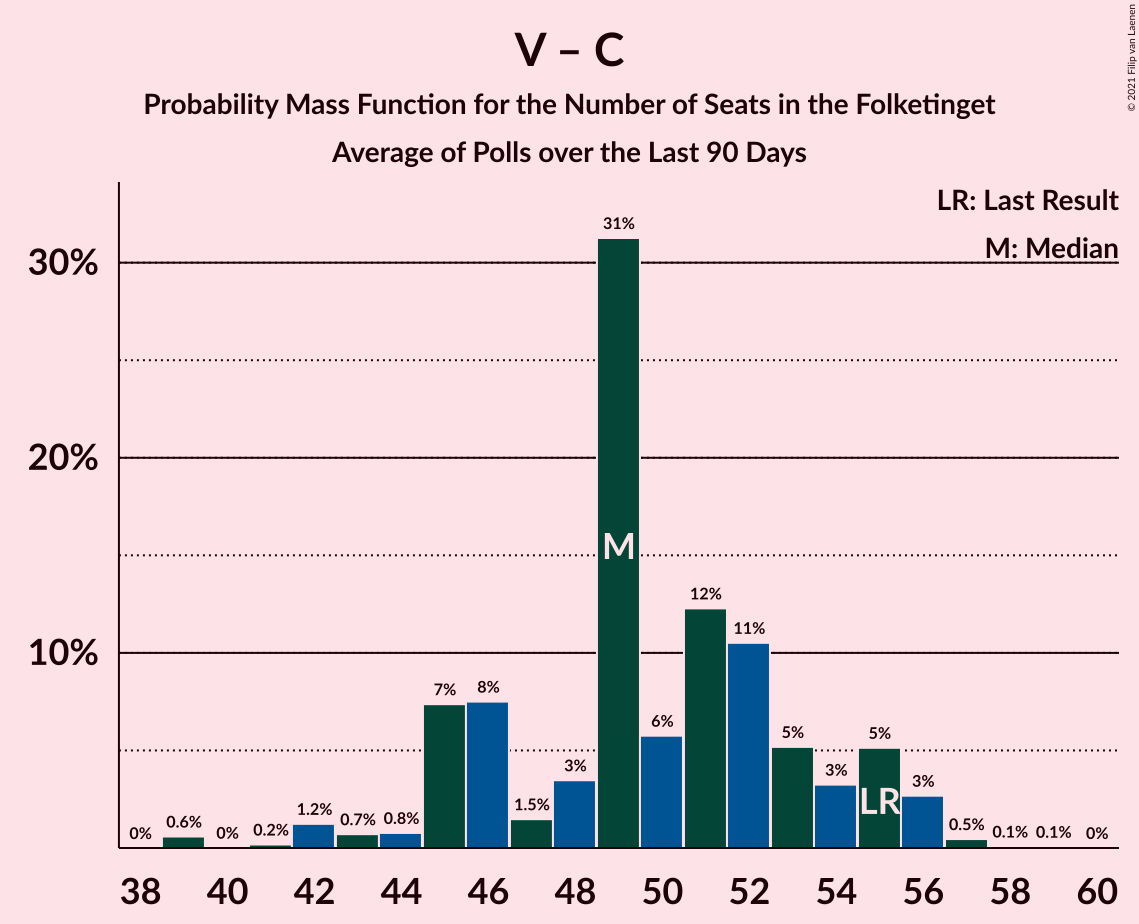 V – C
Probability Mass Function for the Number of Seats in the Folketinget
Average of Polls over the Last 90 Days
© 2021 Filip van Laenen
LR: Last Result
M: Median
30%
20%
10%
0%
0.6%
0%
0.2%
1.2%
0.7%
0.8%
7%
8%
1.5%
3%
31%
6%
12%
11%
5%
3%
5%
3%
0.5%
0.1%
0.1%
0%
M
LR
38 40 42 44 46 48 50 52 54 56 58 60